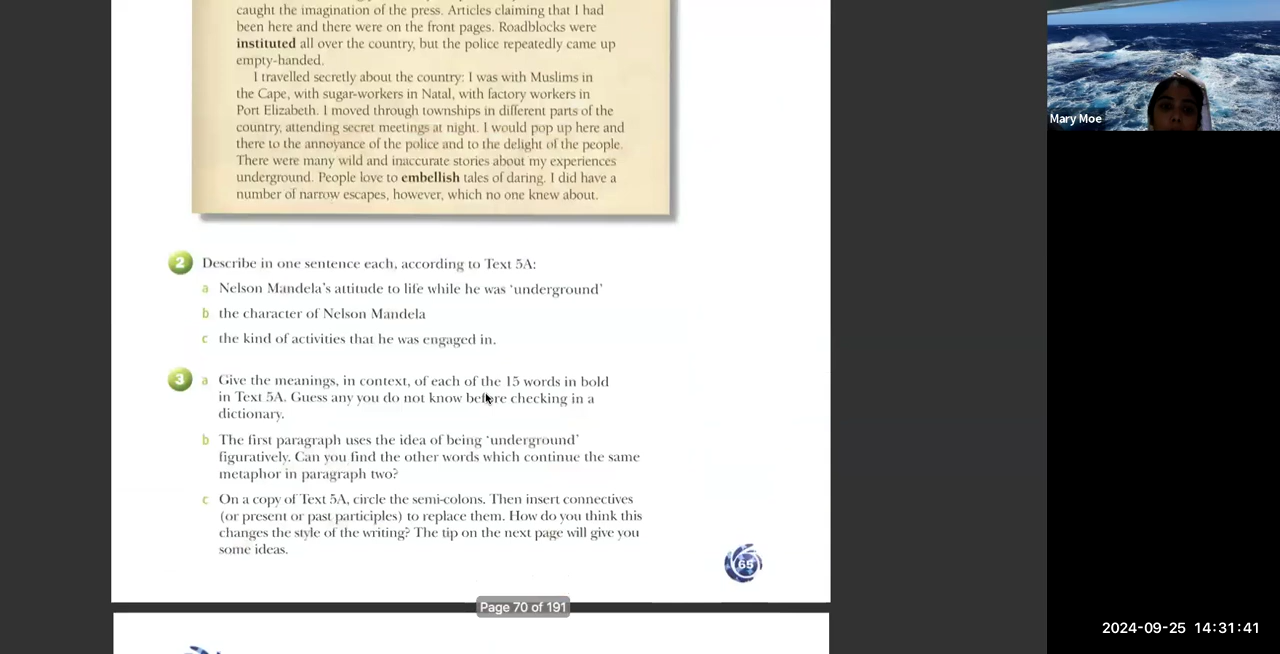 caught the imagination of the press. Articles claiming that I had
been here and there were on the front pages. Roadblocks were
instituted all over the country, but the police repeatedly came up
empty-handed.
I travelled secretly about the country: I was with Muslims in
the Cape, with sugar-workers in Natal, with factory workers in
Port Elizabeth. I moved through townships in different parts of the
country, attending secret meetings at night. I would pop up here and
there to the annoyance of the police and to the delight of the people.
There were many wild and inaccurate stories about my experiences
underground. People love to embellish tales of daring. I did have a
number of narrow escapes, however, which no one knew about.
2 Describe in one sentence each, according to Text 5A:
a Nelson Mandela's attitude to life while he was 'underground'
b the character of Nelson Mandela
c the kind of activities that he was engaged in.
3 a Give the meanings, in context, of each of the 15 words in bold
in Text 5A. Guess any you do not know before checking in a
dictionary.
b The first paragraph uses the idea of being 'underground'
figuratively. Can you find the other words which continue the same
metaphor in paragraph two?
c On a copy of Text 5A, circle the semi-colons. Then insert connectives
(or present or past participles) to replace them. How do you think this
changes the style of the writing? The tip on the next page will give you
some ideas.
65
Page 70 of 191
Mary Moe
2024-09-25 14:31:41